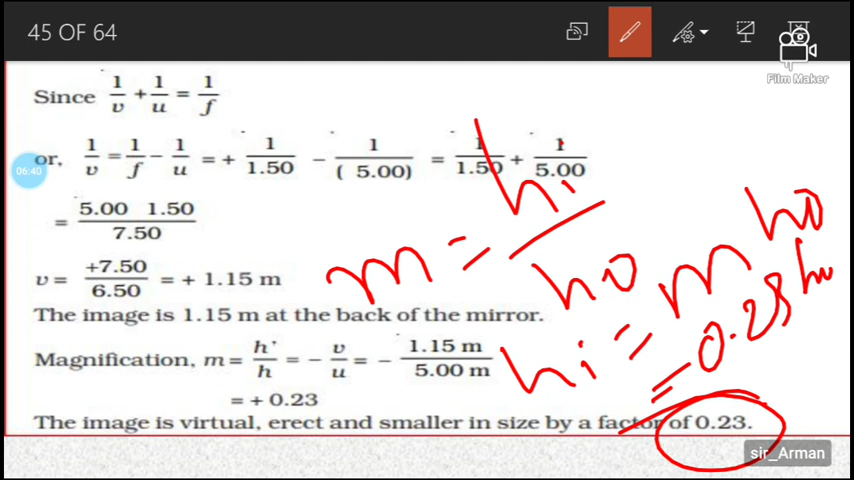 45 OF 64
Film Maker
Since 1/v + 1/u = 1/f
06:40
or, 1/v = 1/f − 1/u = + 1/1.50 − 1/( 5.00) = 1/1.50 + 1/5.00
= 5.00 1.50/7.50
v = +7.50/6.50 = + 1.15 m
The image is 1.15 m at the back of the mirror.
Magnification, m = h'/h = − v/u = − 1.15 m/5.00 m
= + 0.23
The image is virtual, erect and smaller in size by a factor of 0.23.
m = hi/ho
hi = m ho
= 0.23 ho
sir_Arman